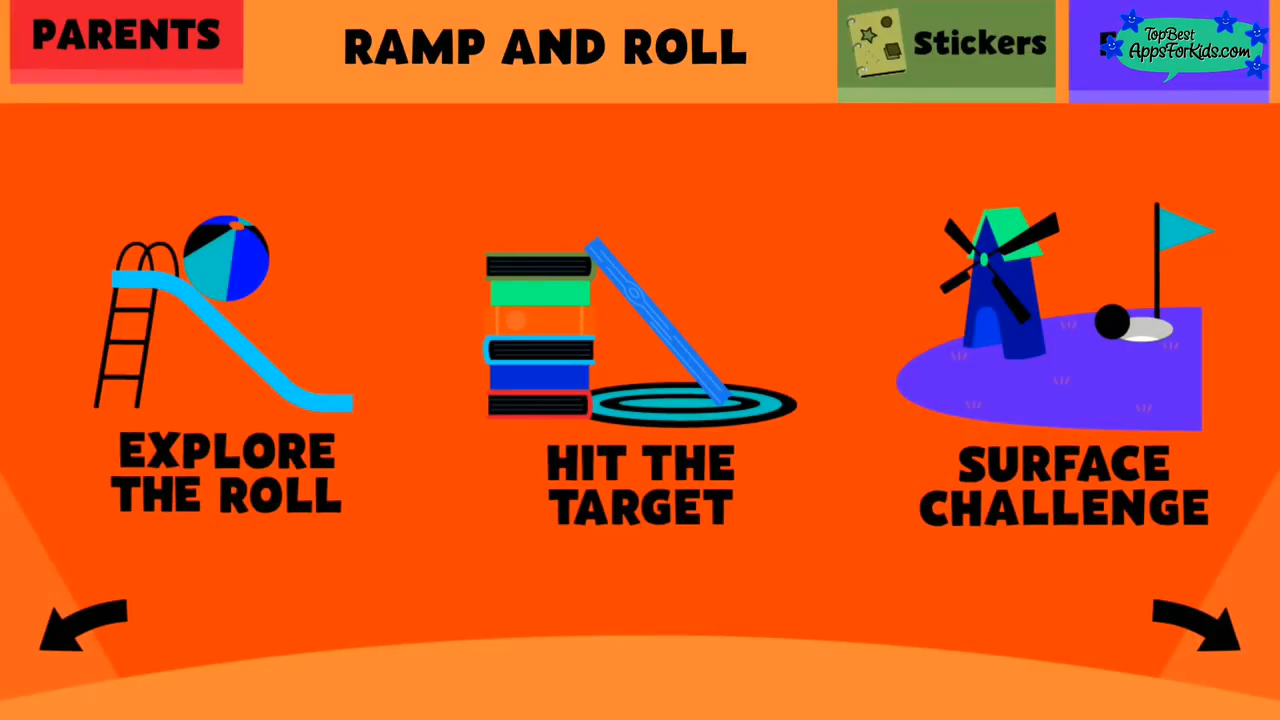 PARENTS
RAMP AND ROLL
Stickers
TopBest
AppsForKids.com
EXPLORE
THE ROLL
HIT THE
TARGET
SURFACE
CHALLENGE